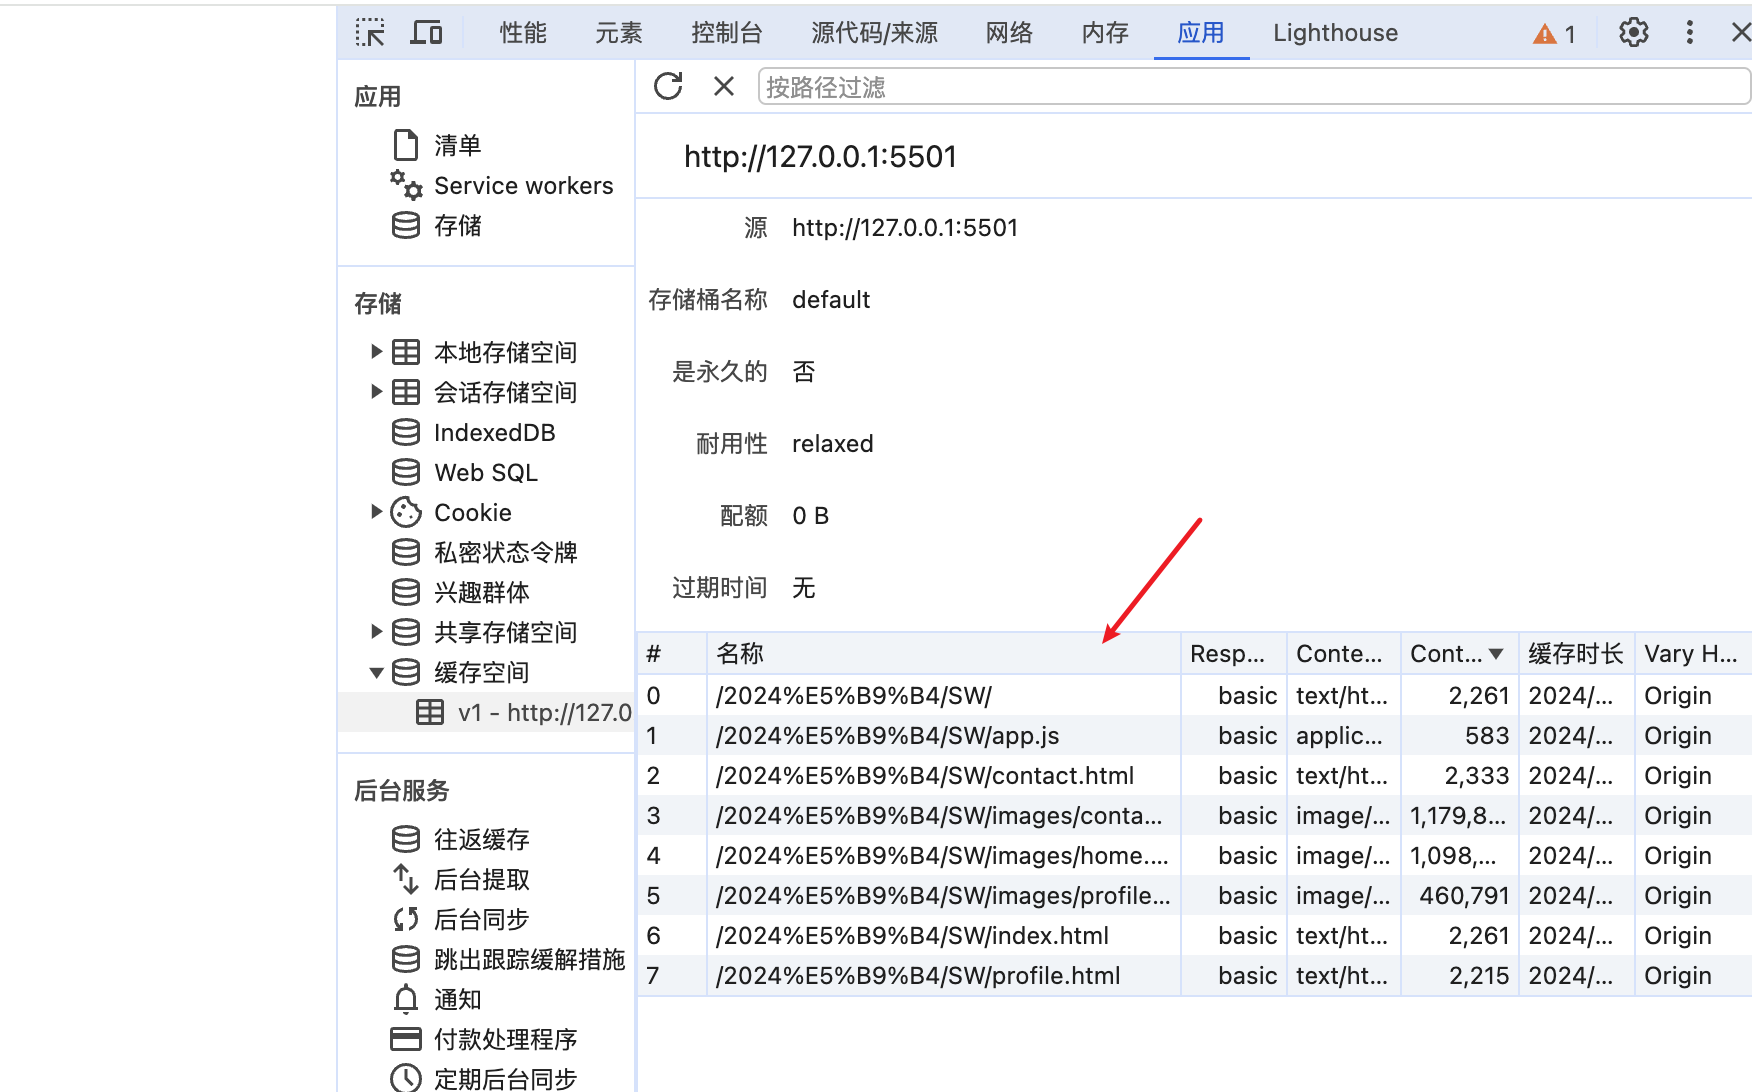 性能 元素 控制台 源代码/来源 网络 内存 应用 Lighthouse 1
应用
清单
Service workers
存储
存储
本地存储空间
会话存储空间
IndexedDB
Web SQL
Cookie
私密状态令牌
兴趣群体
共享存储空间
缓存空间
v1 - http://127.0
后台服务
往返缓存
后台提取
后台同步
跳出跟踪缓解措施
通知
付款处理程序
定期后台同步
按路径过滤
http://127.0.0.1:5501
源 http://127.0.0.1:5501
存储桶名称 default
是永久的 否
耐用性 relaxed
配额 0 B
过期时间 无
# 名称 Resp... Conte... Cont... 缓存时长 Vary H...
0 /2024%E5%B9%B4/SW/ basic text/ht... 2,261 2024/... Origin
1 /2024%E5%B9%B4/SW/app.js basic applic... 583 2024/... Origin
2 /2024%E5%B9%B4/SW/contact.html basic text/ht... 2,333 2024/... Origin
3 /2024%E5%B9%B4/SW/images/conta... basic image/... 1,179,8... 2024/... Origin
4 /2024%E5%B9%B4/SW/images/home.... basic image/... 1,098,... 2024/... Origin
5 /2024%E5%B9%B4/SW/images/profile... basic image/... 460,791 2024/... Origin
6 /2024%E5%B9%B4/SW/index.html basic text/ht... 2,261 2024/... Origin
7 /2024%E5%B9%B4/SW/profile.html basic text/ht... 2,215 2024/... Origin